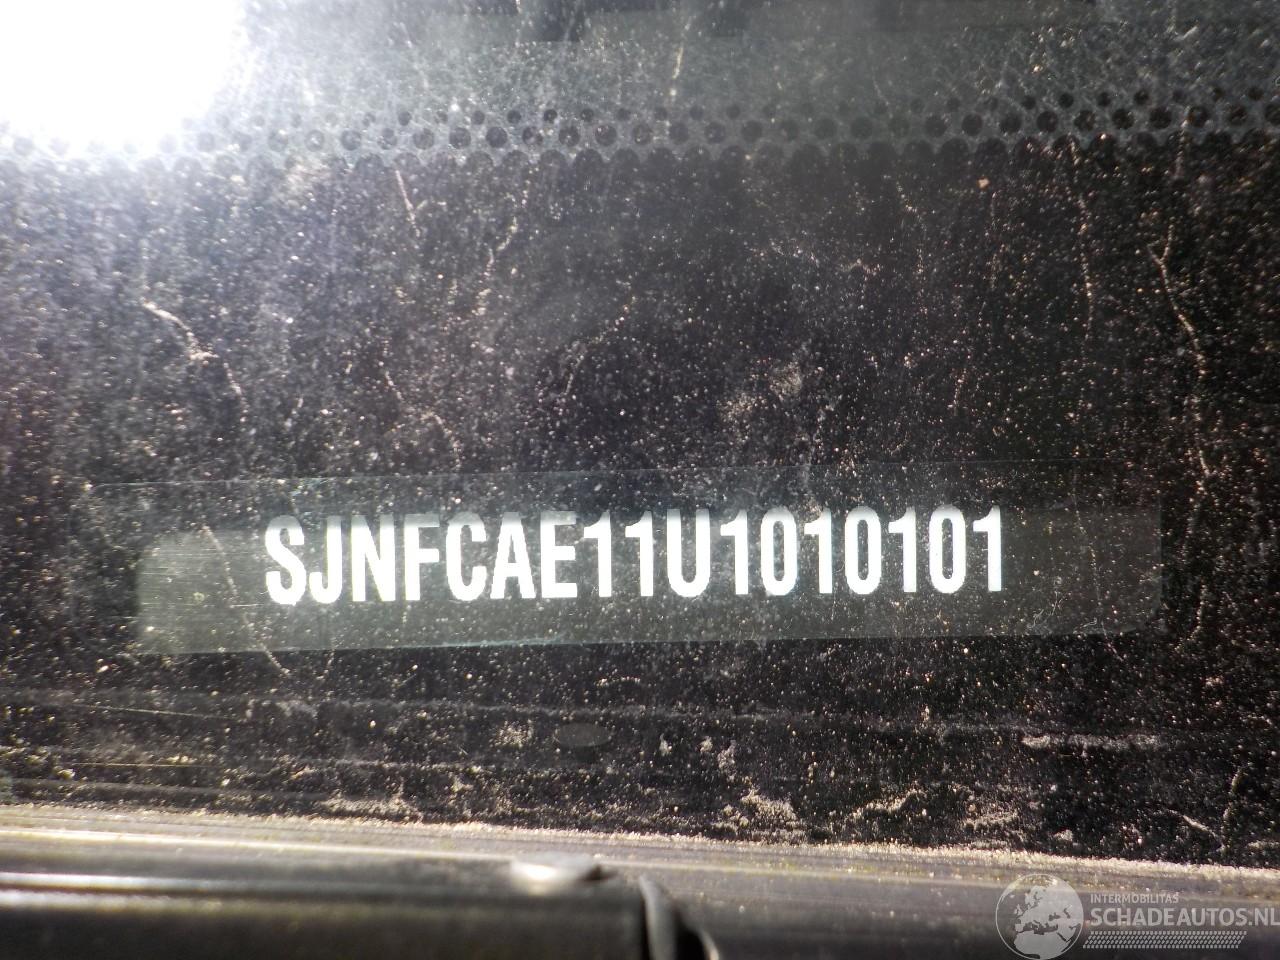 SJNFCAE11U1010101
INTERMOBILITAS
SCHADEAUTOS.NL